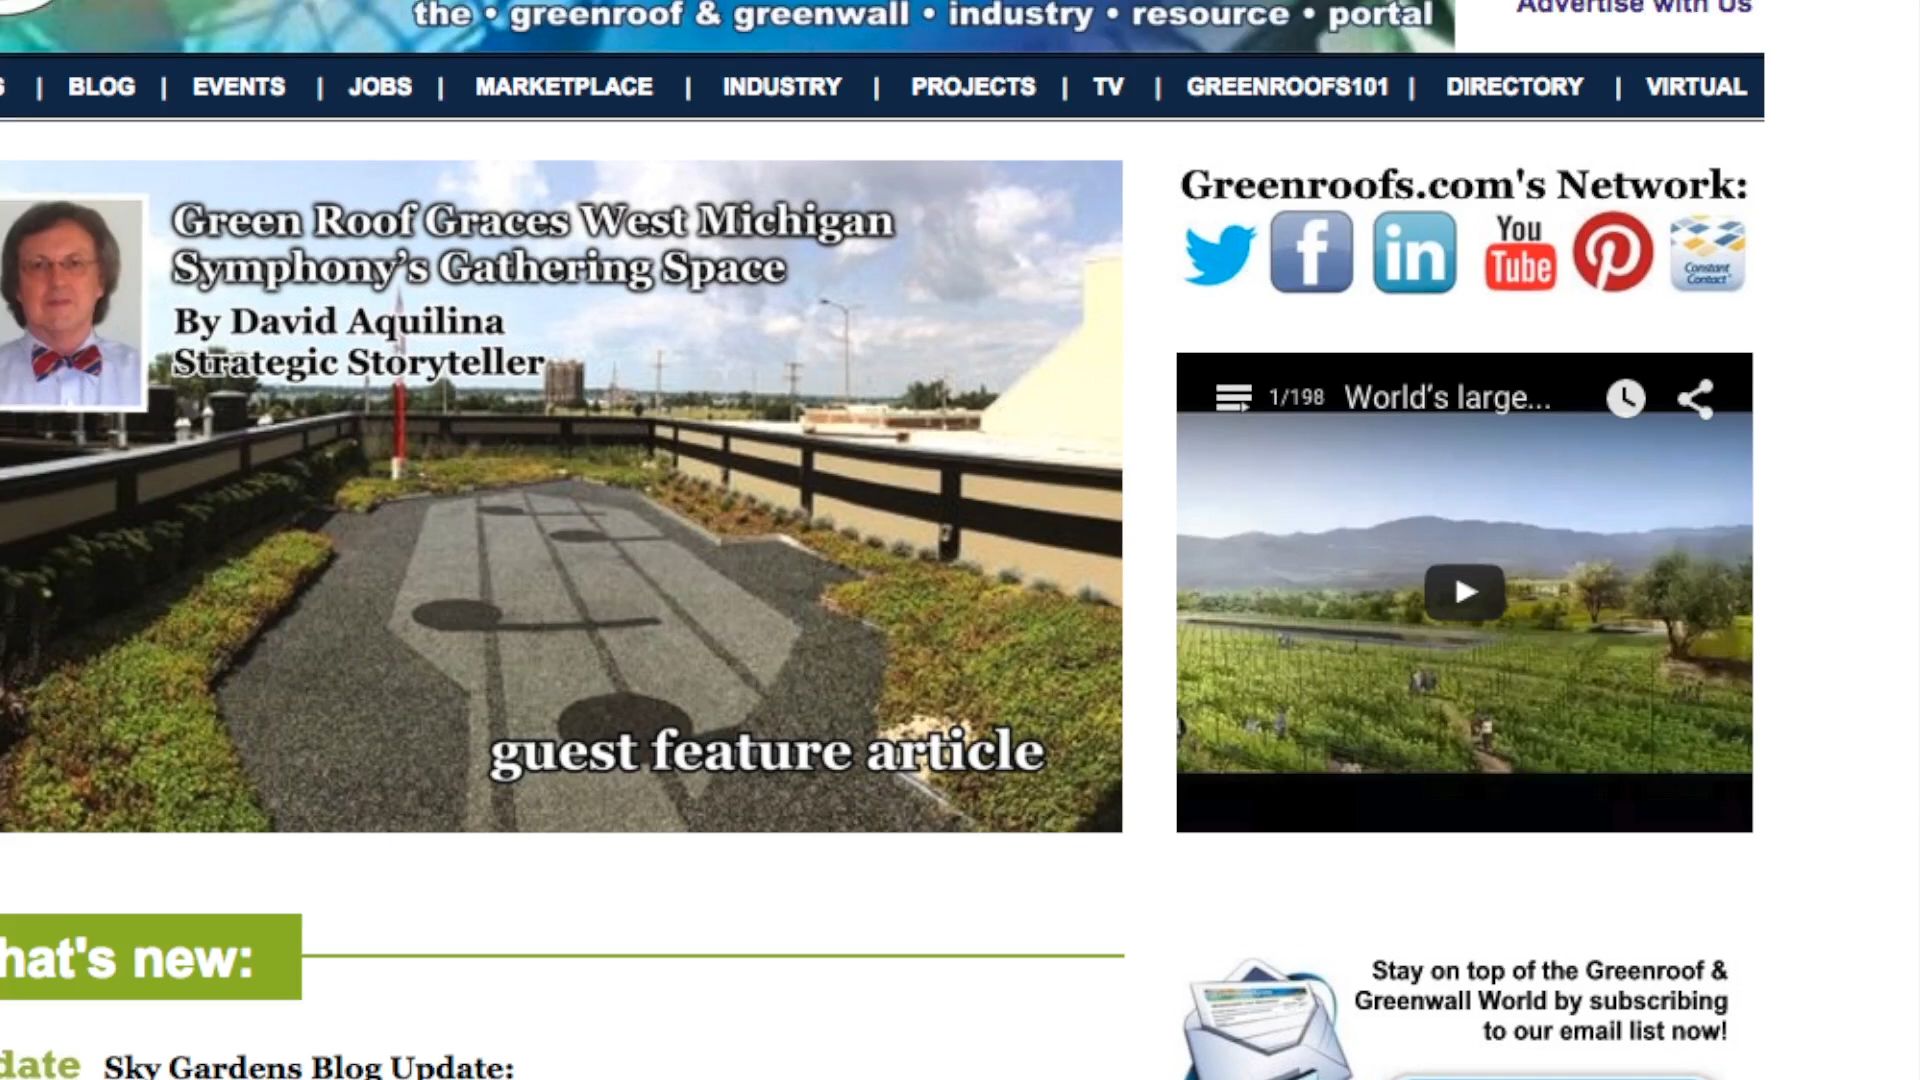 Advertise with Us
the • greenroof & greenwall • industry • resource • portal
| BLOG | EVENTS | JOBS | MARKETPLACE | INDUSTRY | PROJECTS | TV | GREENROOFS101 | DIRECTORY | VIRTUAL
Green Roof Graces West Michigan
Symphony's Gathering Space
By David Aquilina
Strategic Storyteller
guest feature article
Greenroofs.com's Network:
You
Tube
Constant
Contact
1/198 World's large...
hat's new:
Stay on top of the Greenroof &
Greenwall World by subscribing
to our email list now!
date Sky Gardens Blog Update: